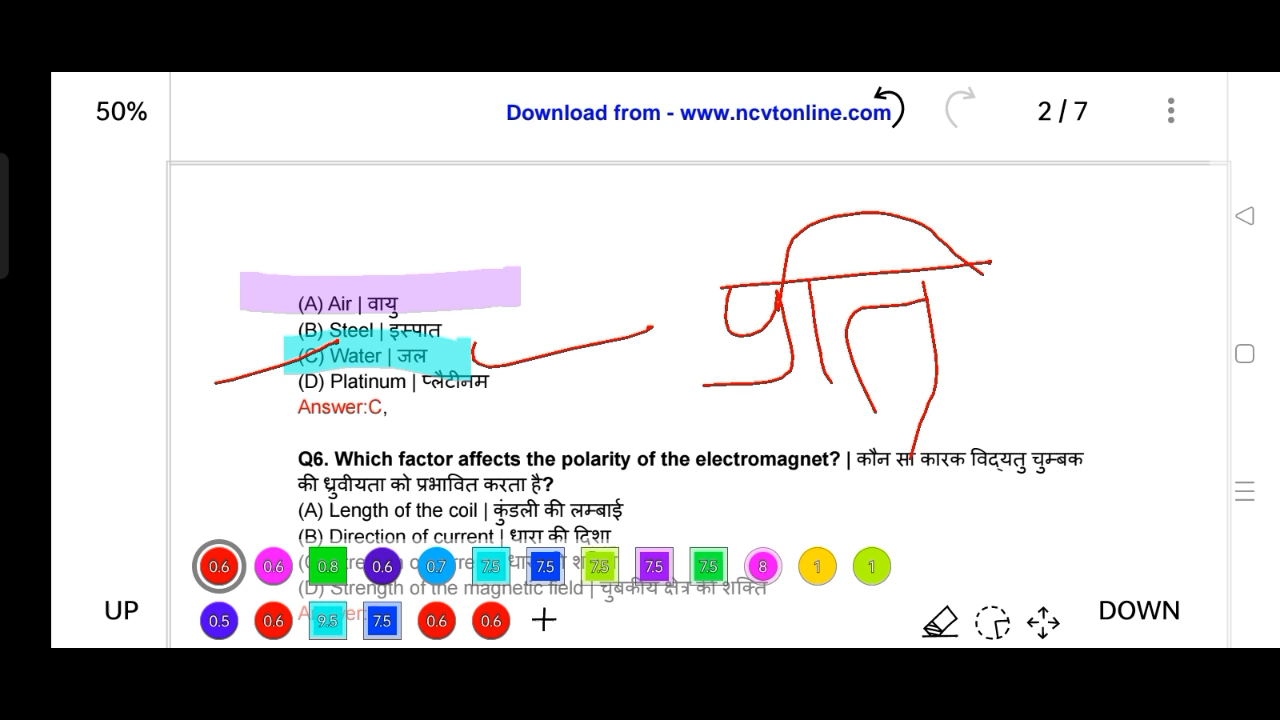 50%
Download from - www.ncvtonline.com
2 / 7
(A) Air | वायु
(B) Steel | इस्पात
(C) Water | जल
(D) Platinum | प्लैटीनम
Answer:C,
Q6. Which factor affects the polarity of the electromagnet? | कौन सा कारक विद्यतु चुम्बक
की ध्रुवीयता को प्रभावित करता है?
(A) Length of the coil | कुंडली की लम्बाई
(B) Direction of current | धारा की दिशा
0.6 0.6 0.8 0.6 0.7 7.5 7.5 7.5 7.5 7.5 8 1 1
(D) Strength of the magnetic field | चुंबकीय क्षेत्र की शक्ति
UP
0.5 0.6 9.5 7.5 0.6 0.6 +
DOWN